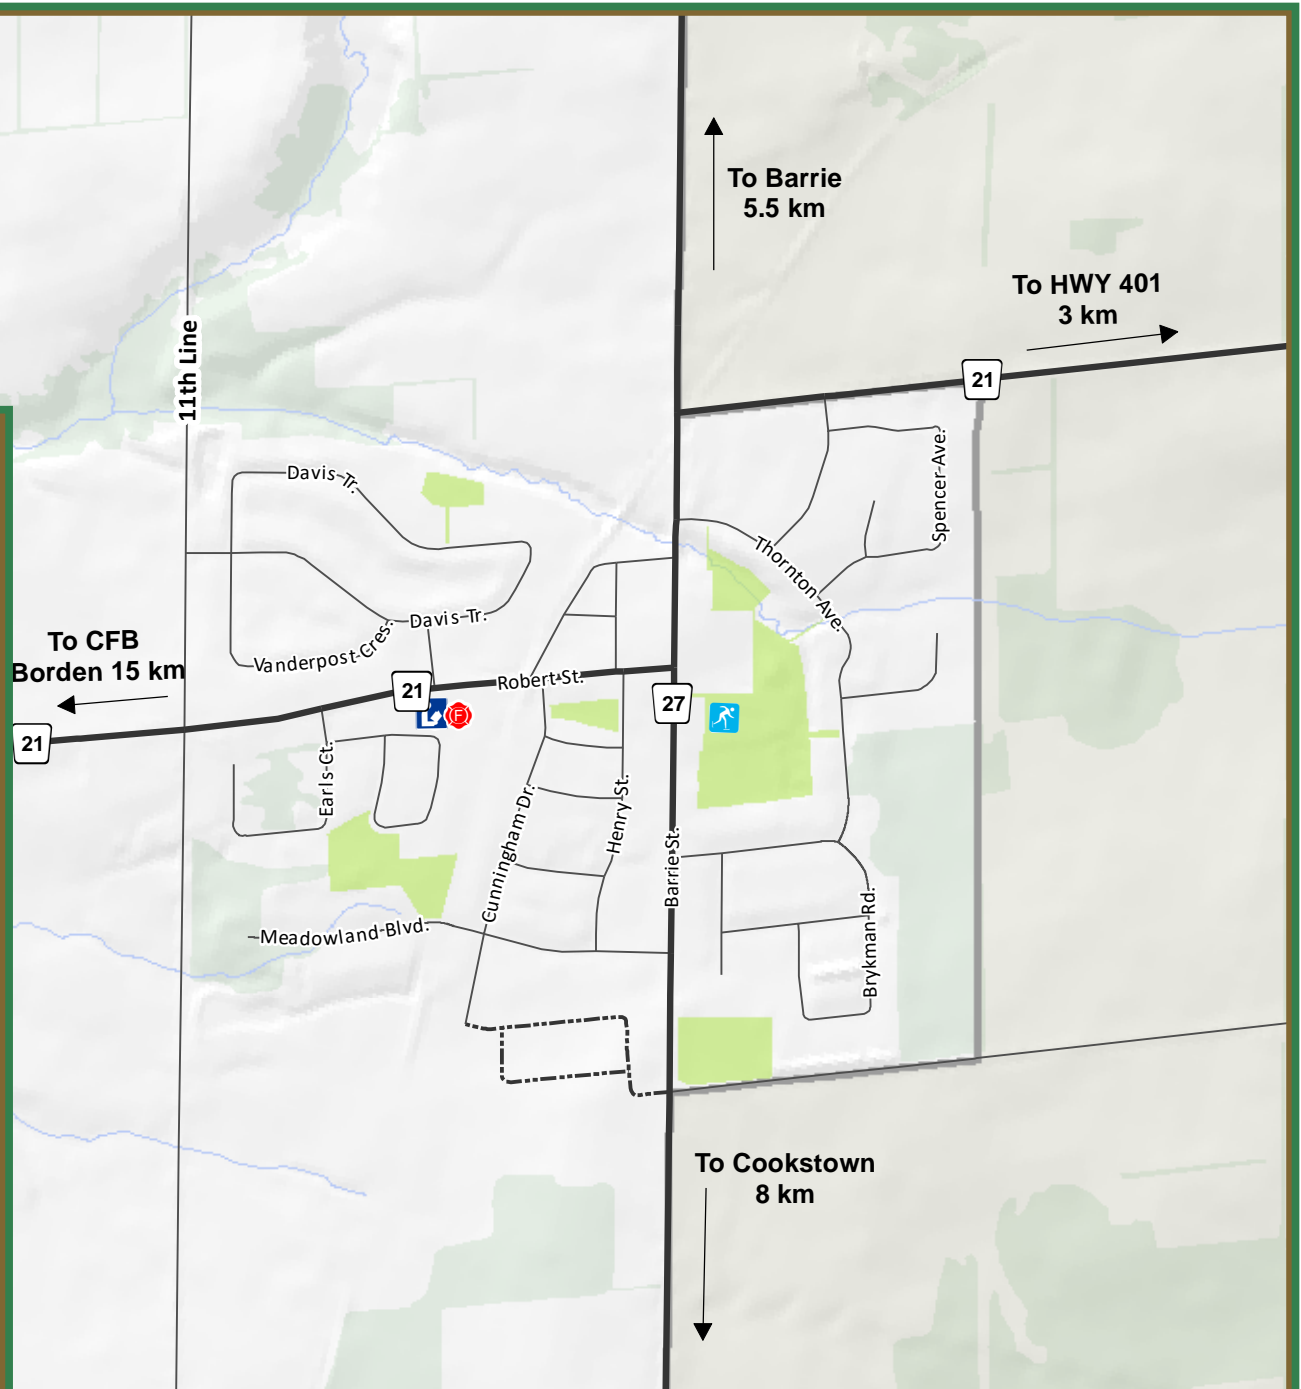 To Barrie
5.5 km
To HWY 401
3 km
21
11th Line
Davis Tr.
Spencer Ave.
Thornton Ave.
Davis Tr.
Vanderpost Cres.
To CFB
Borden 15 km
21
Robert St.
27
F
21
Earls Ct.
Cunningham Dr.
Henry St.
Barrie St.
Meadowland Blvd.
Brykman Rd.
To Cookstown
8 km